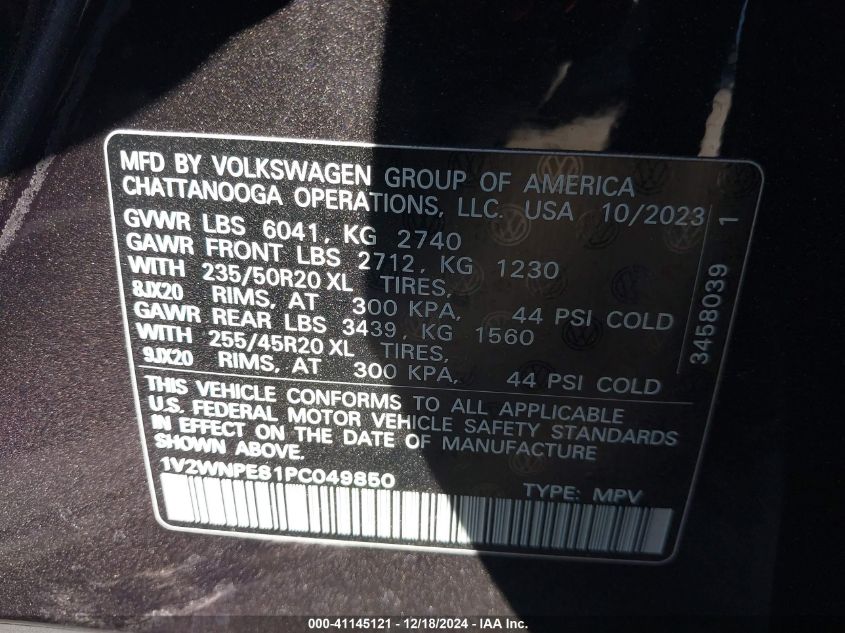 MFD BY VOLKSWAGEN GROUP OF AMERICA
CHATTANOOGA OPERATIONS, LLC. USA 10/2023
GVWR LBS 6041, KG 2740
GAWR FRONT LBS 2712, KG 1230
WITH 235/50R20 XL TIRES,
8JX20 RIMS, AT 300 KPA, 44 PSI COLD
GAWR REAR LBS 3439, KG 1560
WITH 255/45R20 XL TIRES,
9JX20 RIMS, AT 300 KPA, 44 PSI COLD
THIS VEHICLE CONFORMS TO ALL APPLICABLE
U.S. FEDERAL MOTOR VEHICLE SAFETY STANDARDS
IN EFFECT ON THE DATE OF MANUFACTURE
SHOWN ABOVE.
1V2WNPE81PC049850 TYPE: MPV
3458039 1
000-41145121 - 12/18/2024 - IAA Inc.